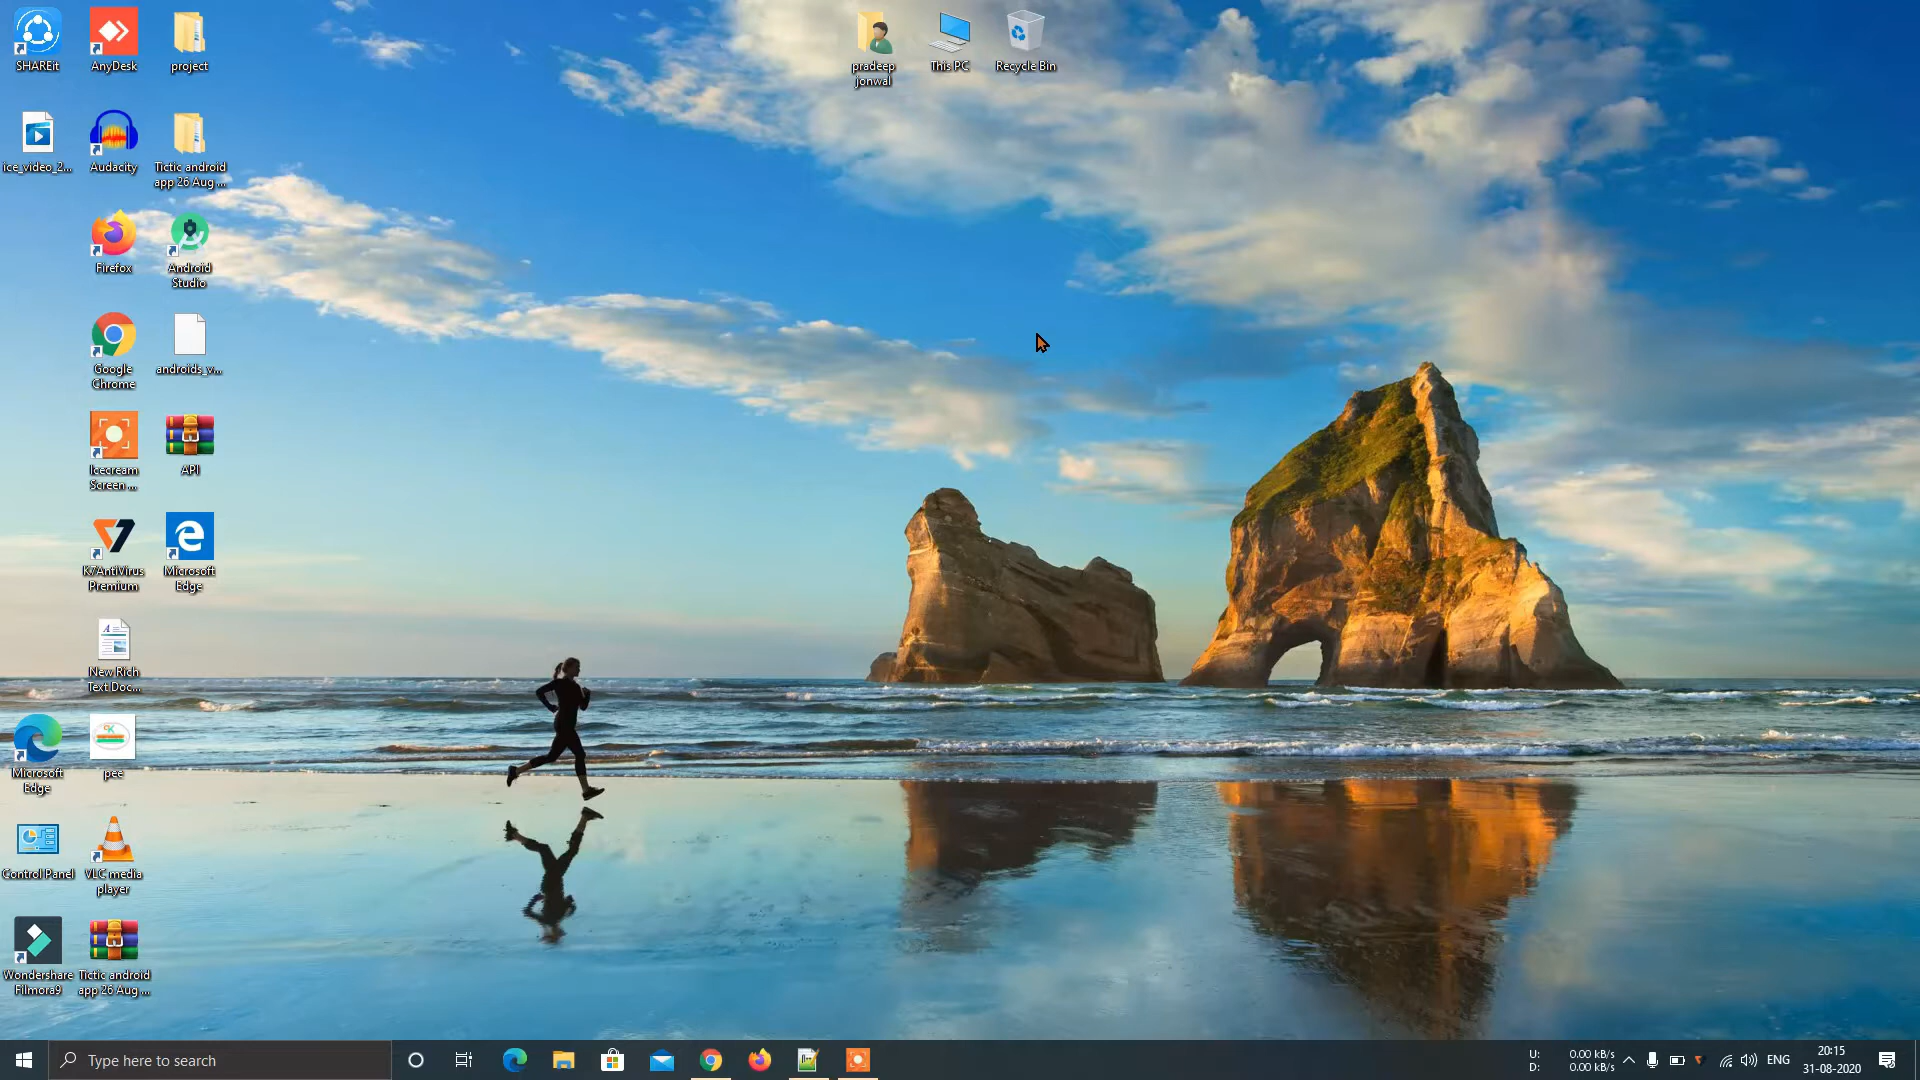 SHAREit
AnyDesk
project
pradeep
jonwal
This PC
Recycle Bin
ice_video_2...
Audacity
Tictic android
app 26 Aug ...
Firefox
Android
Studio
Google
Chrome
androids_v...
Icecream
Screen ...
API
K7AntiVirus
Premium
Microsoft
Edge
New Rich
Text Doc...
Microsoft
Edge
pee
Control Panel
VLC media
player
Wondershare
Filmora9
Tictic android
app 26 Aug ...
Type here to search
U: 0.00 kB/s
D: 0.00 kB/s
ENG
20:15
31-08-2020